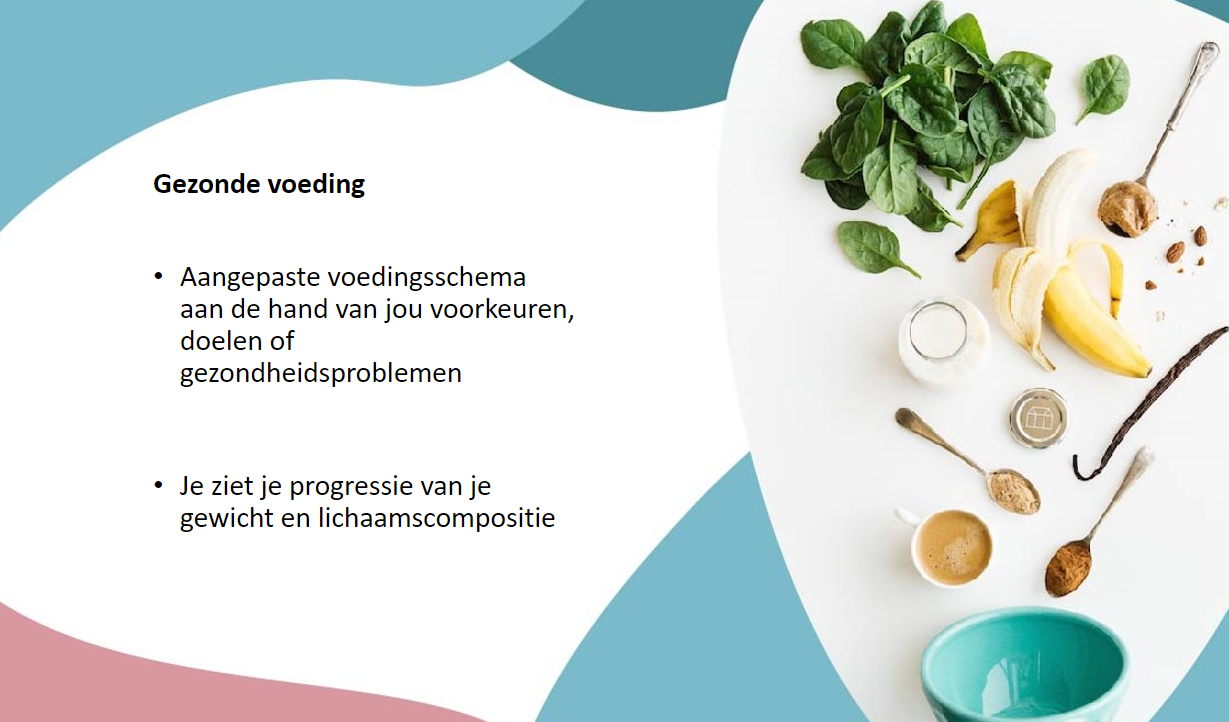 Gezonde voeding
• Aangepaste voedingsschema
aan de hand van jou voorkeuren,
doelen of
gezondheidsproblemen
• Je ziet je progressie van je
gewicht en lichaamscompositie